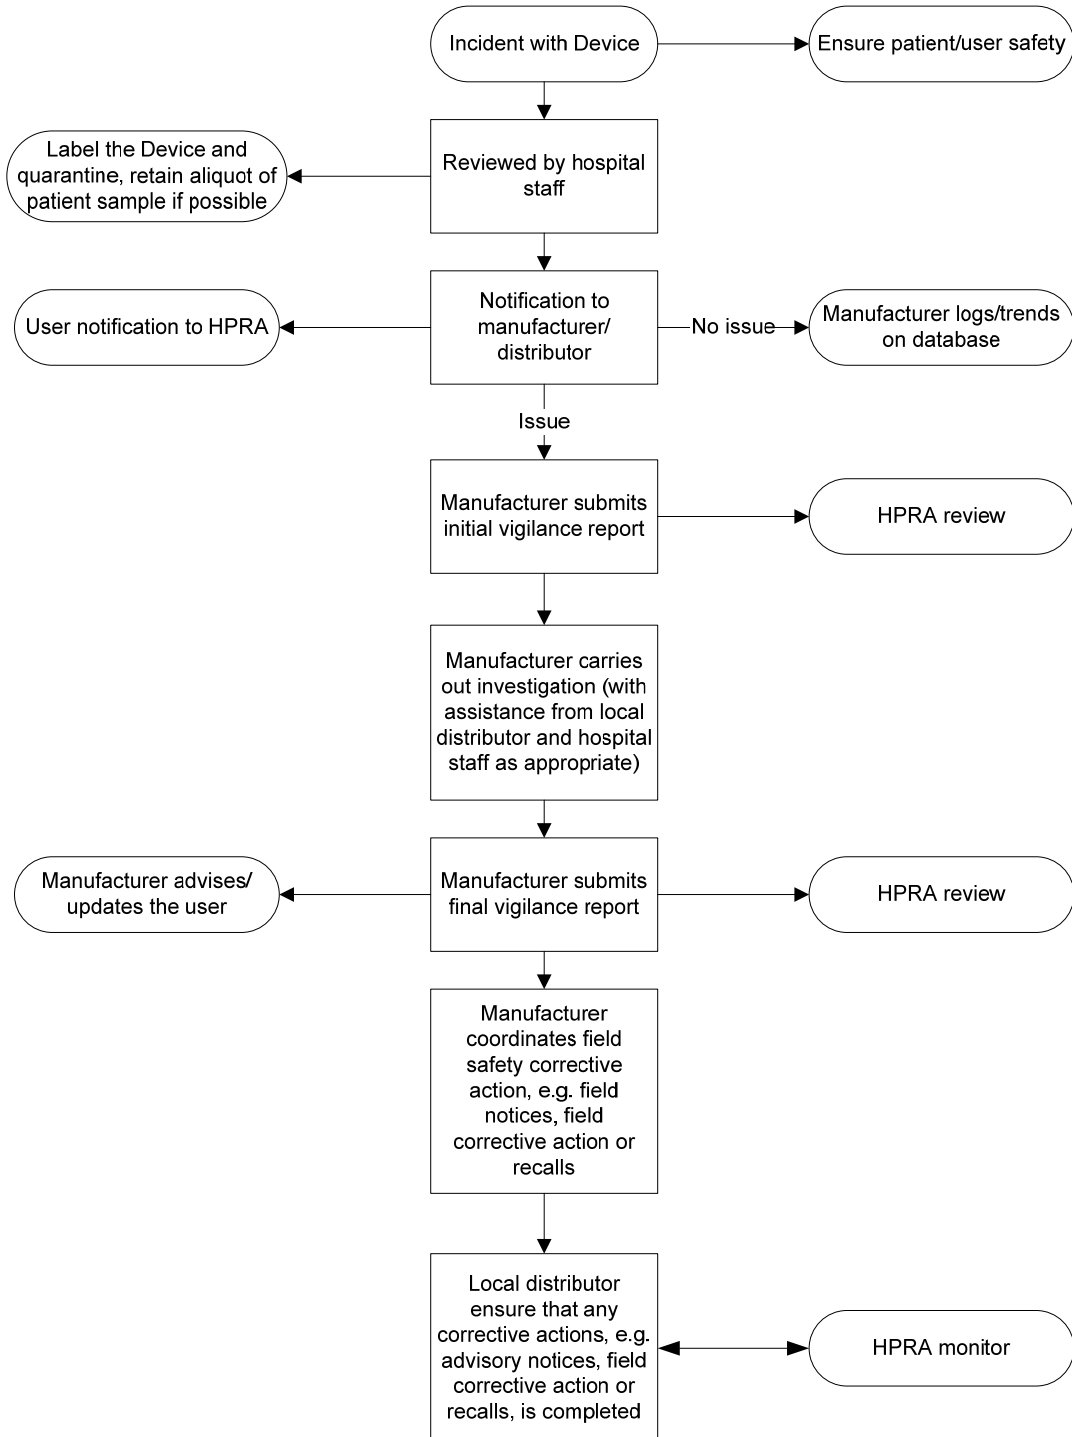 Incident with Device
Ensure patient/user safety
Label the Device and
quarantine, retain aliquot of
patient sample if possible
Reviewed by hospital
staff
User notification to HPRA
Notification to
manufacturer/
distributor
No issue
Manufacturer logs/trends
on database
Issue
Manufacturer submits
initial vigilance report
HPRA review
Manufacturer carries
out investigation (with
assistance from local
distributor and hospital
staff as appropriate)
Manufacturer advises/
updates the user
Manufacturer submits
final vigilance report
HPRA review
Manufacturer
coordinates field
safety corrective
action, e.g. field
notices, field
corrective action or
recalls
Local distributor
ensure that any
corrective actions, e.g.
advisory notices, field
corrective action or
recalls, is completed
HPRA monitor